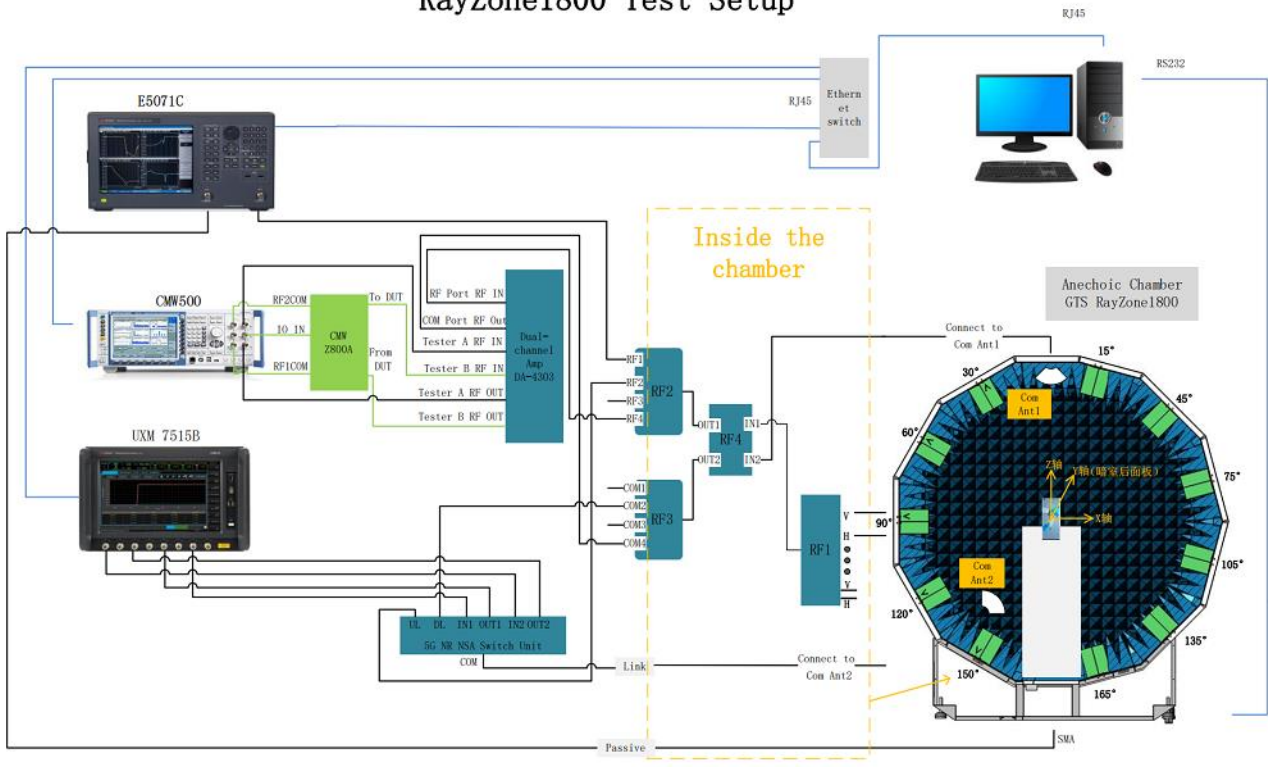 RayZone1800 Test Setup
RJ45
RS232
E5071C
RJ45
Ethern
et
switch
Inside the
chamber
Anechoic Chamber
GTS RayZone1800
CMW500
RF2COM
IO IN
RF1COM
CMW
Z800A
To DUT
From
DUT
RF Port RF IN
COM Port RF Out
Tester A RF IN
Tester B RF IN
Tester A RF OUT
Tester B RF OUT
Dual-
channel
Amp
DA-4303
Connect to
Com Ant1
RF1
RF2
RF3
RF4
RF2
OUT1
OUT2
RF4
IN1
IN2
COM1
COM2
COM3
COM4
RF3
RF1
V
H
V
H
15°
30°
45°
60°
75°
90°
105°
120°
135°
150°
165°
Com
Ant1
Z轴
Y轴(暗室后面板)
X轴
Com
Ant2
UXM 7515B
UL DL IN1 OUT1 IN2 OUT2
5G NR NSA Switch Unit
COM
Link
Connect to
Com Ant2
Passive
SMA